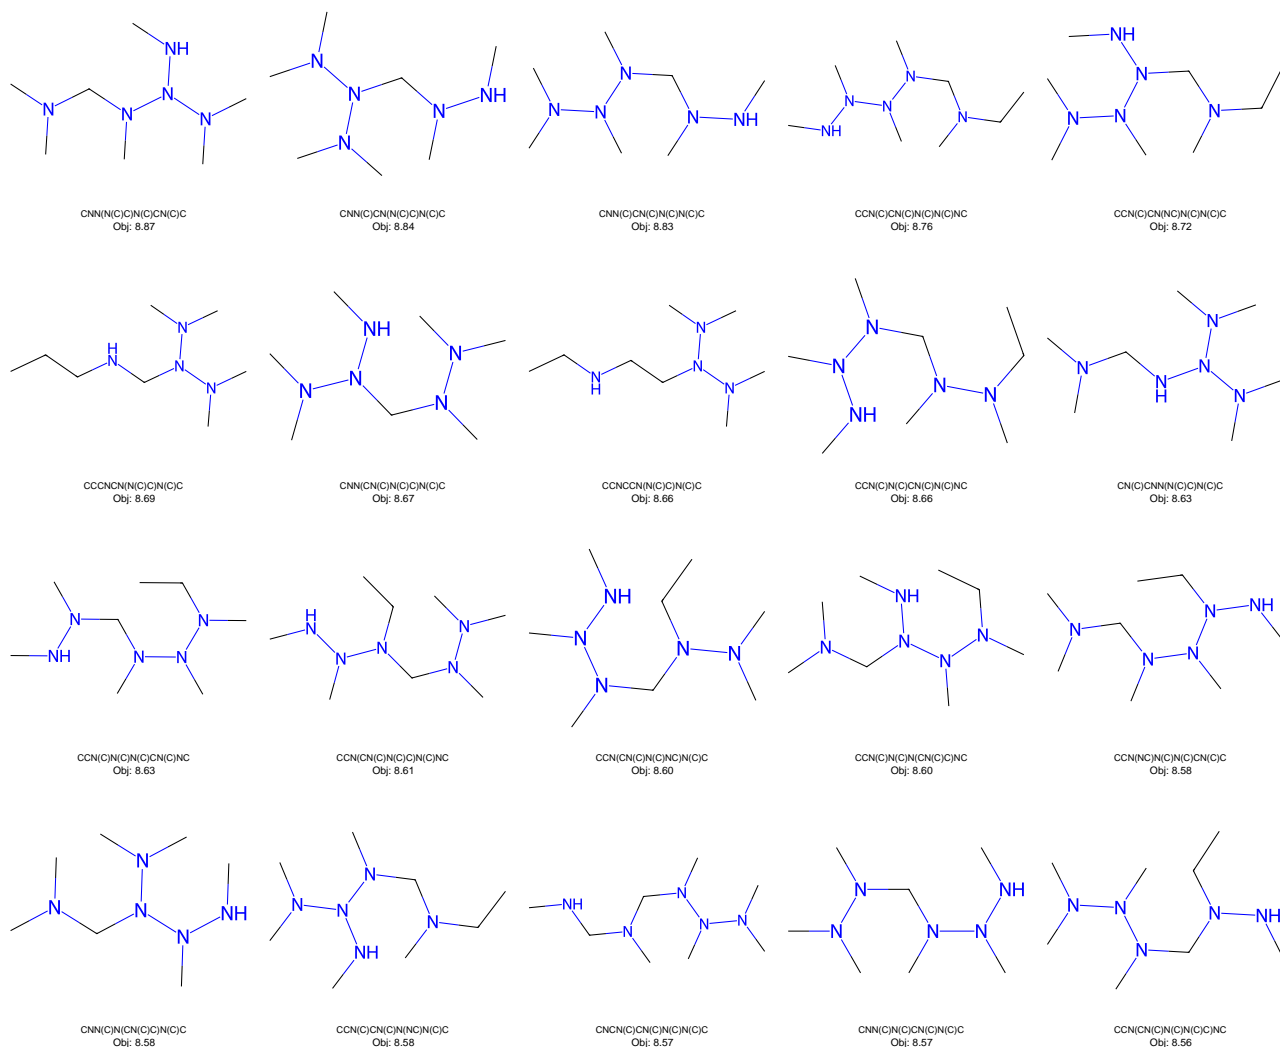 CNN(N(C)C)N(C)CN(C)C
Obj: 8.87
CNN(C)CN(N(C)C)N(C)C
Obj: 8.84
CNN(C)CN(C)N(C)N(C)C
Obj: 8.83
CCN(C)CN(C)N(C)N(C)NC
Obj: 8.76
CCN(C)CN(NC)N(C)N(C)C
Obj: 8.72
CCCNCN(N(C)C)N(C)C
Obj: 8.69
CNN(CN(C)N(C)C)N(C)C
Obj: 8.67
CCNCCN(N(C)C)N(C)C
Obj: 8.66
CCN(C)N(C)CN(C)N(C)NC
Obj: 8.66
CN(C)CNN(N(C)C)N(C)C
Obj: 8.63
CCN(C)N(C)N(C)CN(C)NC
Obj: 8.63
CCN(CN(C)N(C)C)N(C)NC
Obj: 8.61
CCN(CN(C)N(C)NC)N(C)C
Obj: 8.60
CCN(C)N(C)N(CN(C)C)NC
Obj: 8.60
CCN(NC)N(C)N(C)CN(C)C
Obj: 8.58
CNN(C)N(CN(C)C)N(C)C
Obj: 8.58
CCN(C)CN(C)N(NC)N(C)C
Obj: 8.58
CNCN(C)CN(C)N(C)N(C)C
Obj: 8.57
CNN(C)N(C)CN(C)N(C)C
Obj: 8.57
CCN(CN(C)N(C)N(C)C)NC
Obj: 8.56